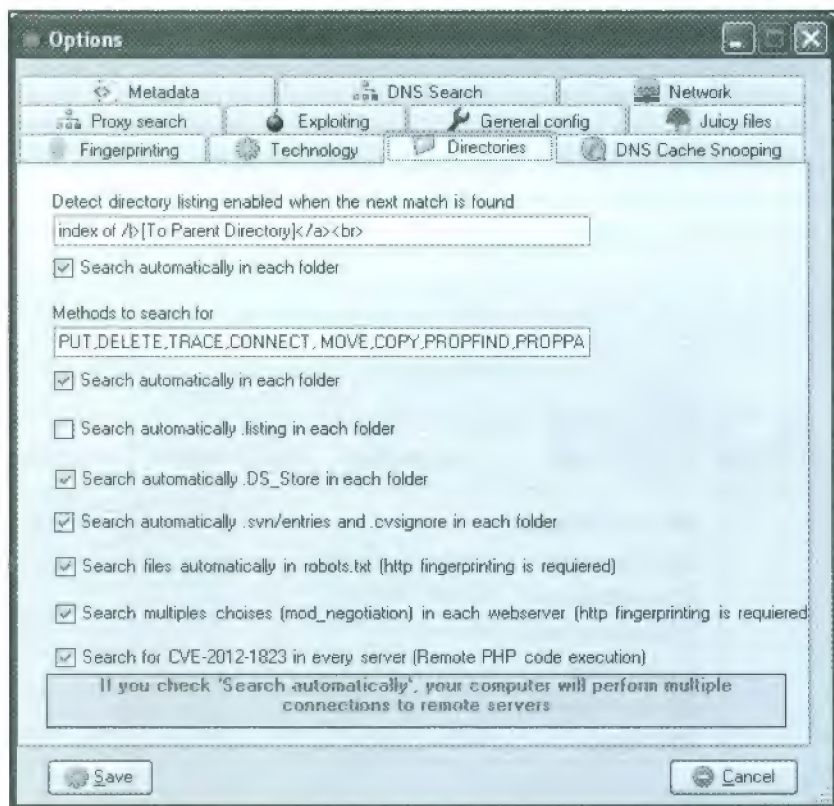 Options
Metadata
DNS Search
Network
Proxy search
Exploiting
General config
Juicy files
Fingerprinting
Technology
Directories
DNS Cache Snooping
Detect directory listing enabled when the next match is found
index of /|>[To Parent Directory]</a><br>
Search automatically in each folder
Methods to search for
PUT,DELETE,TRACE,CONNECT, MOVE,COPY,PROPFIND,PROPPA
Search automatically in each folder
Search automatically .listing in each folder
Search automatically .DS_Store in each folder
Search automatically .svn/entries and .cvsignore in each folder
Search files automatically in robots.txt (http fingerprinting is requiered)
Search multiples choises (mod_negotiation) in each webserver (http fingerprinting is requiered
Search for CVE-2012-1823 in every server (Remote PHP code execution)
If you check 'Search automatically', your computer will perform multiple
connections to remote servers
Save
Cancel